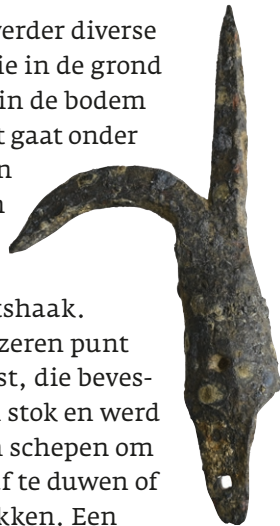 verder diverse
ie in de grond
in de bodem
t gaat onder
n
n
tshaak.
zeren punt
st, die beves-
stok en werd
schepen om
af te duwen of
kken. Een